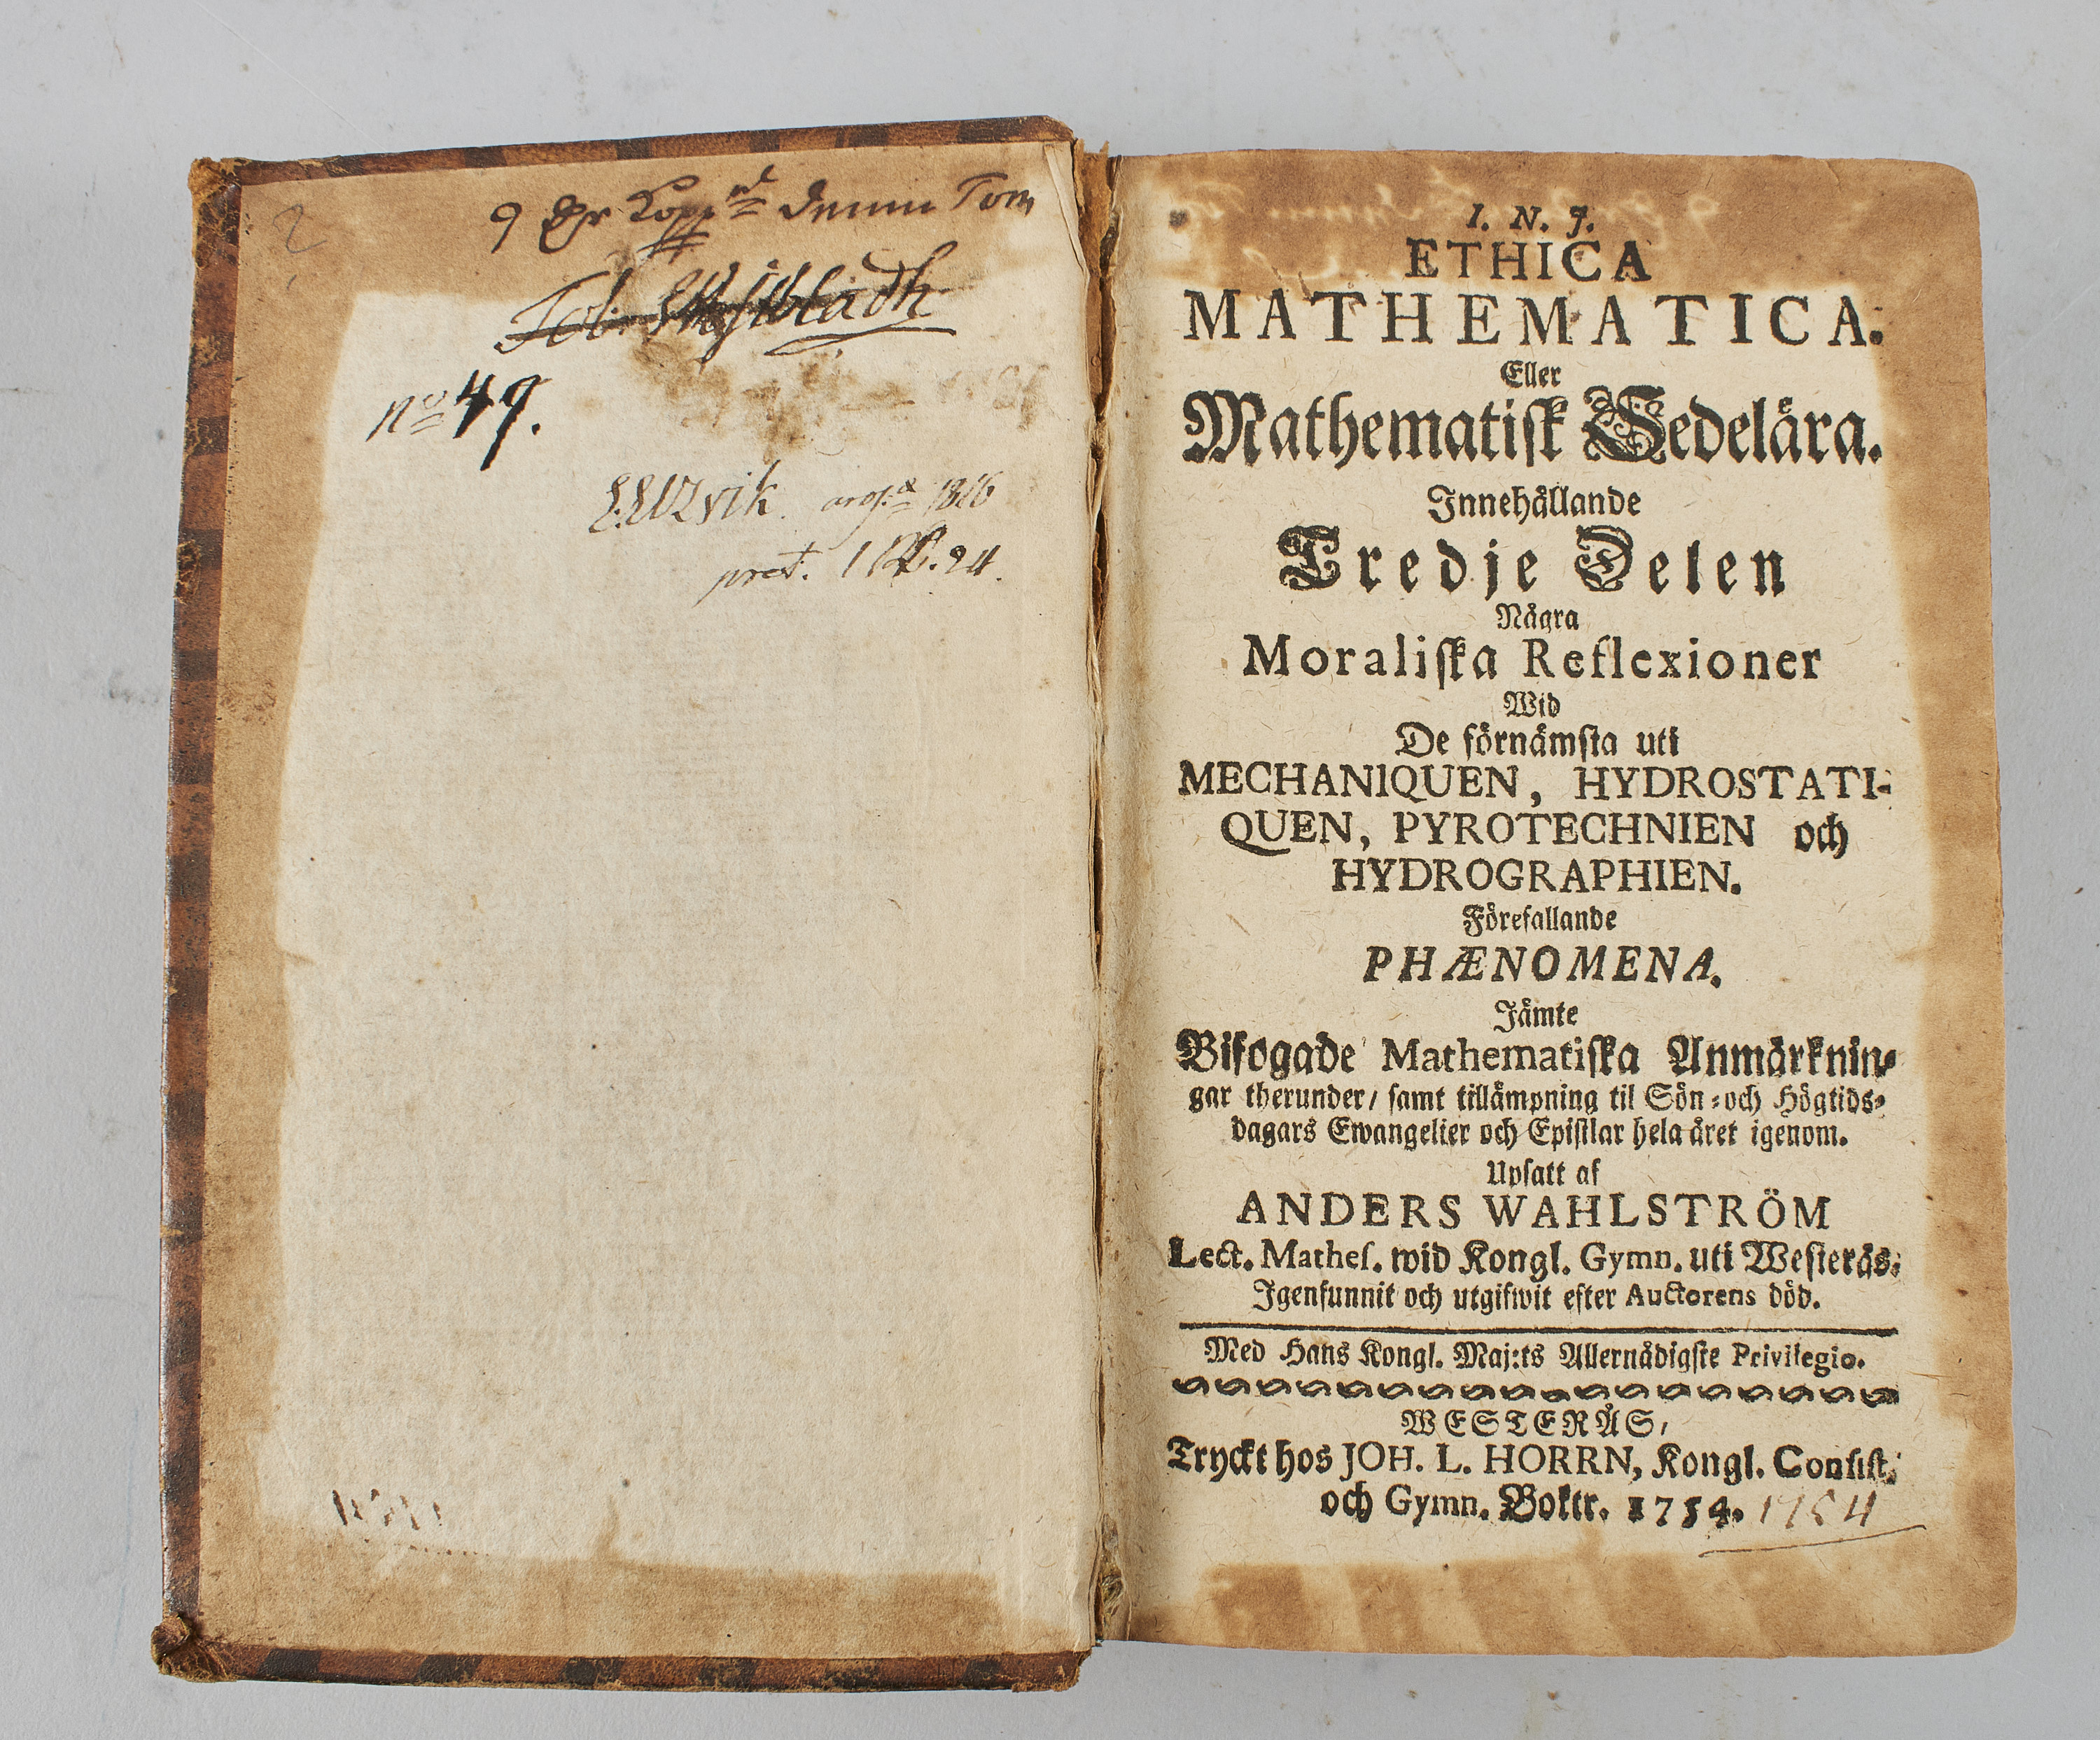 9
Tom
nº 49.
1816
24.
I. N. J.
ETHICA
MATHEMATICA.
Eller
Mathematisk Sedelära.
Innehållande
Tredje Delen
Några
Moraliska Reflexioner
Wid
De förnämsta uti
MECHANIQUEN, HYDROSTATI-
QUEN, PYROTECHNIEN och
HYDROGRAPHIEN.
Förefallande
PHÆNOMENA.
Jämte
Bifogade Mathematiska Anmärknin-
gar therunder/ samt tillämpning til Sön- och Högtids-
dagars Ewangelier och Epistlar hela året igenom.
Upsatt af
ANDERS WAHLSTRÖM
Lect. Mathes. wid Kongl. Gymn. uti Westerås;
Igenfunnit och utgifwit efter Auctorens död.
Med Hans Kongl. Maj:ts Allernådigste Privilegio.
WESTERÅS/
Tryckt hos JOH. L. HORRN, Kongl. Consist.
och Gymn. Boktr. 1754. 1754